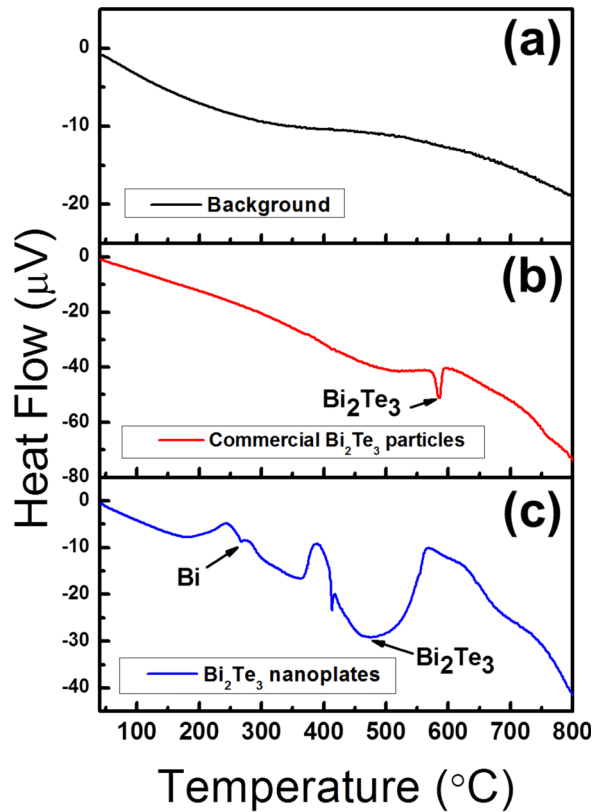 Heat Flow (μV)
(a)
0
-10
-20
Background
(b)
0
-20
-40
-60
-80
Bi₂Te₃
Commercial Bi₂Te₃ particles
(c)
0
-10
-20
-30
-40
Bi
Bi₂Te₃
Bi₂Te₃ nanoplates
100 200 300 400 500 600 700 800
Temperature (°C)